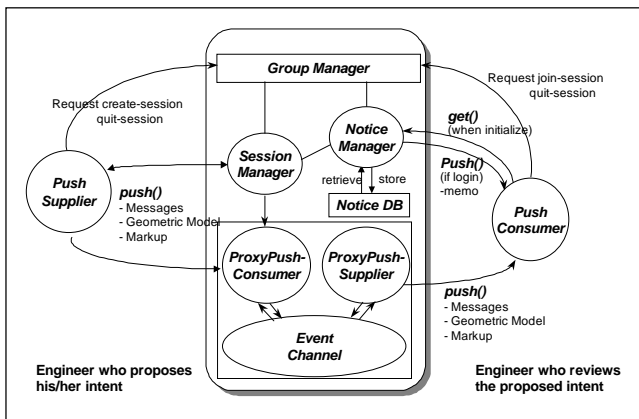 Group Manager
Request create-session
quit-session
Request join-session
quit-session
get()
(when initialize)
Notice
Manager
Session
Manager
Push()
(if login)
-memo
retrieve
store
Notice DB
Push
Supplier
push()
- Messages
- Geometric Model
- Markup
Push
Consumer
ProxyPush-
Consumer
ProxyPush-
Supplier
push()
- Messages
- Geometric Model
- Markup
Event
Channel
Engineer who proposes
his/her intent
Engineer who reviews
the proposed intent